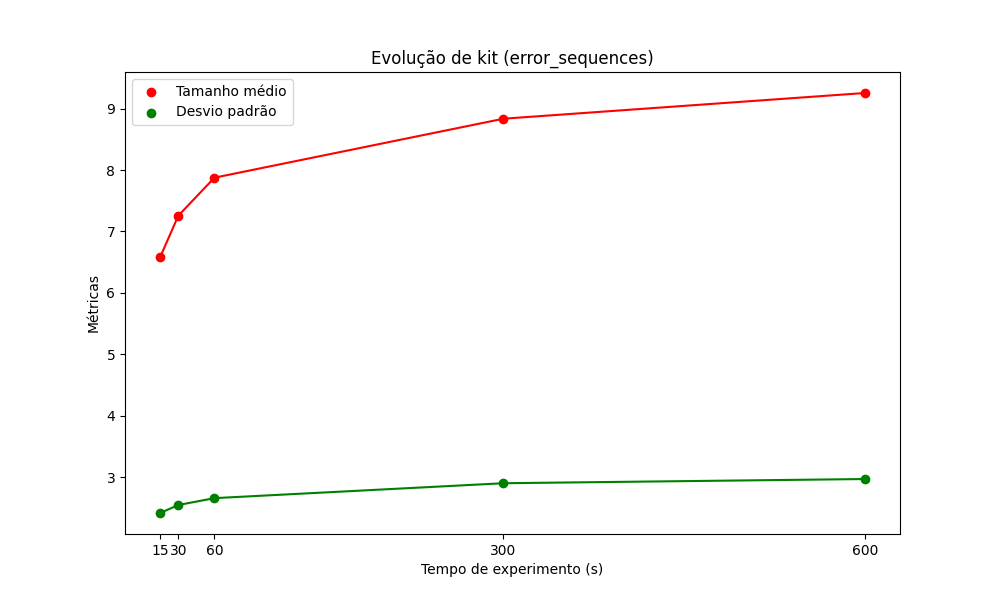 Evolução de kit (error_sequences)
Tamanho médio
Desvio padrão
9
8
7
6
5
4
3
Métricas
15 30 60 300 600
Tempo de experimento (s)